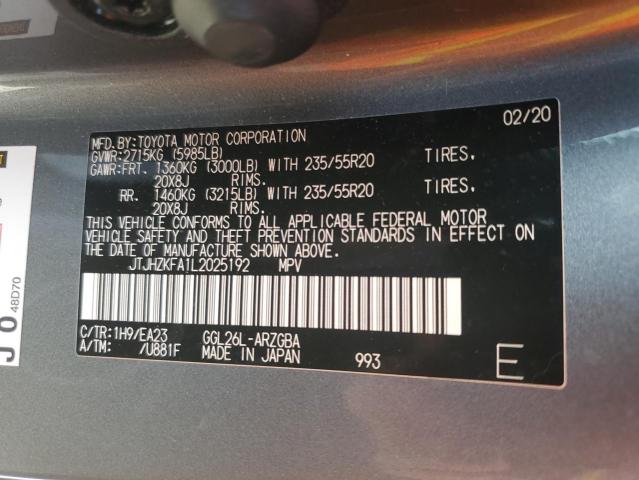 02/20
MFD.BY:TOYOTA MOTOR CORPORATION
GVWR:2715KG (5985LB)
GAWR:FRT. 1360KG (3000LB) WITH 235/55R20 TIRES.
20X8J RIMS.
RR. 1460KG (3215LB) WITH 235/55R20 TIRES.
20X8J RIMS.
THIS VEHICLE CONFORMS TO ALL APPLICABLE FEDERAL MOTOR
VEHICLE SAFETY AND THEFT PREVENTION STANDARDS IN EFFECT ON
THE DATE OF MANUFACTURE SHOWN ABOVE.
JTJHZKFA1L2025192 MPV
C/TR:1H9/EA23 GGL26L-ARZGBA
A/TM: /U881F MADE IN JAPAN 993
E
48D70